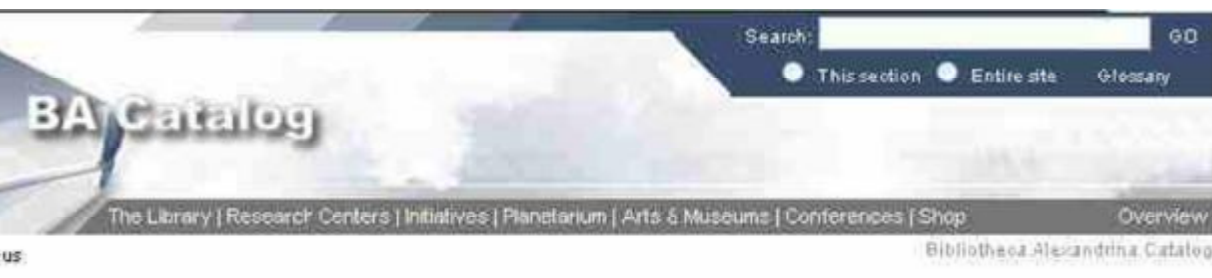 Search: GO
This section Entire site Glossary
BA Catalog
The Library | Research Centers | Initiatives | Planetarium | Arts & Museums | Conferences | Shop Overview
us Bibliotheca Alexandrina Catalog